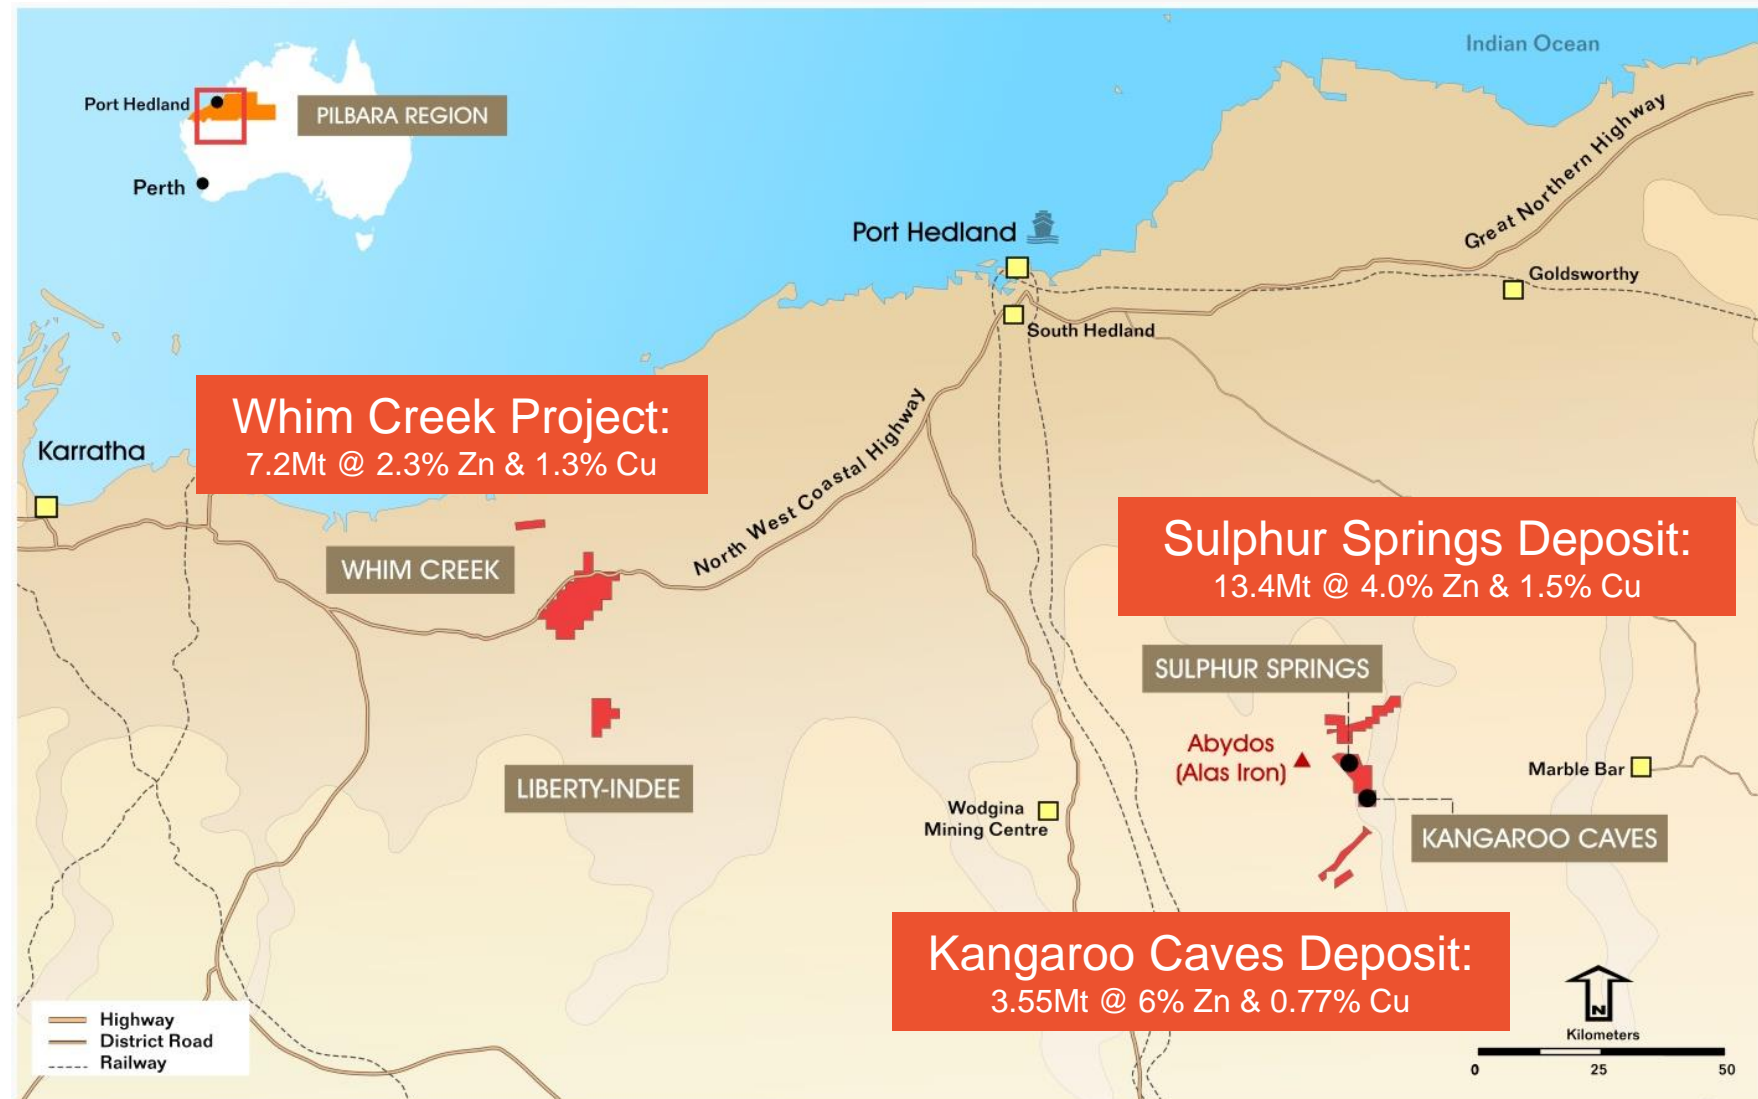 Indian Ocean
Port Hedland
PILBARA REGION
Perth
Great Northern Highway
Port Hedland
Goldsworthy
South Hedland
Whim Creek Project:
7.2Mt @ 2.3% Zn & 1.3% Cu
Karratha
North West Coastal Highway
Sulphur Springs Deposit:
13.4Mt @ 4.0% Zn & 1.5% Cu
WHIM CREEK
SULPHUR SPRINGS
Abydos
(Alas Iron)
Marble Bar
LIBERTY-INDEE
Wodgina
Mining Centre
KANGAROO CAVES
Kangaroo Caves Deposit:
3.55Mt @ 6% Zn & 0.77% Cu
N
Highway
District Road
Railway
Kilometers
0 25 50